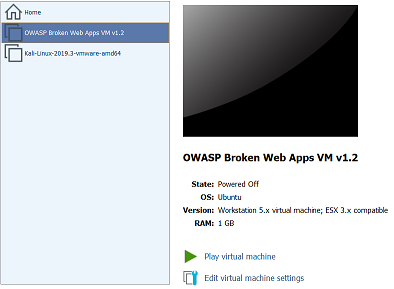 Home
OWASP Broken Web Apps VM v1.2
Kali-Linux-2019.3-vmware-amd64
OWASP Broken Web Apps VM v1.2
State: Powered Off
OS: Ubuntu
Version: Workstation 5.x virtual machine; ESX 3.x compatible
RAM: 1 GB
Play virtual machine
Edit virtual machine settings